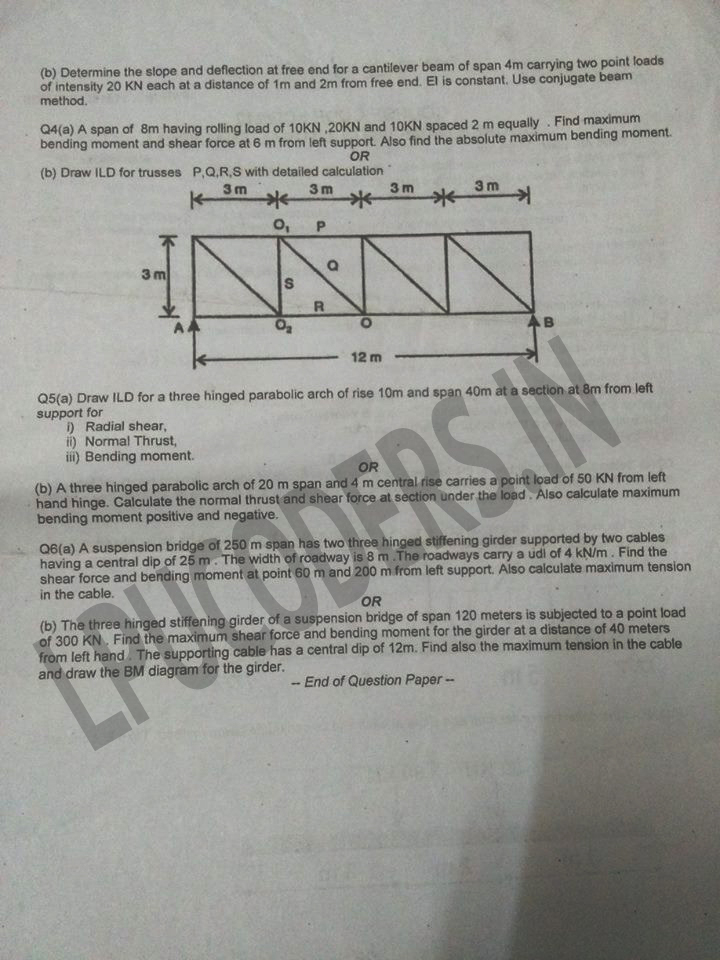 (b) Determine the slope and deflection at free end for a cantilever beam of span 4m carrying two point loads
of intensity 20 KN each at a distance of 1m and 2m from free end. EI is constant. Use conjugate beam
method.
Q4(a) A span of 8m having rolling load of 10KN ,20KN and 10KN spaced 2 m equally . Find maximum
bending moment and shear force at 6 m from left support. Also find the absolute maximum bending moment.
OR
(b) Draw ILD for trusses P,Q,R,S with detailed calculation
3 m 3 m 3 m 3 m
O₁ P
3 m
S Q
R
A O₂ O B
12 m
Q5(a) Draw ILD for a three hinged parabolic arch of rise 10m and span 40m at a section at 8m from left
support for
i) Radial shear,
ii) Normal Thrust,
iii) Bending moment.
OR
(b) A three hinged parabolic arch of 20 m span and 4 m central rise carries a point load of 50 KN from left
hand hinge. Calculate the normal thrust and shear force at section under the load . Also calculate maximum
bending moment positive and negative.
Q6(a) A suspension bridge of 250 m span has two three hinged stiffening girder supported by two cables
having a central dip of 25 m . The width of roadway is 8 m .The roadways carry a udl of 4 kN/m . Find the
shear force and bending moment at point 60 m and 200 m from left support. Also calculate maximum tension
in the cable.
OR
(b) The three hinged stiffening girder of a suspension bridge of span 120 meters is subjected to a point load
of 300 KN . Find the maximum shear force and bending moment for the girder at a distance of 40 meters
from left hand . The supporting cable has a central dip of 12m. Find also the maximum tension in the cable
and draw the BM diagram for the girder.
-- End of Question Paper --
LPUCODERS.IN